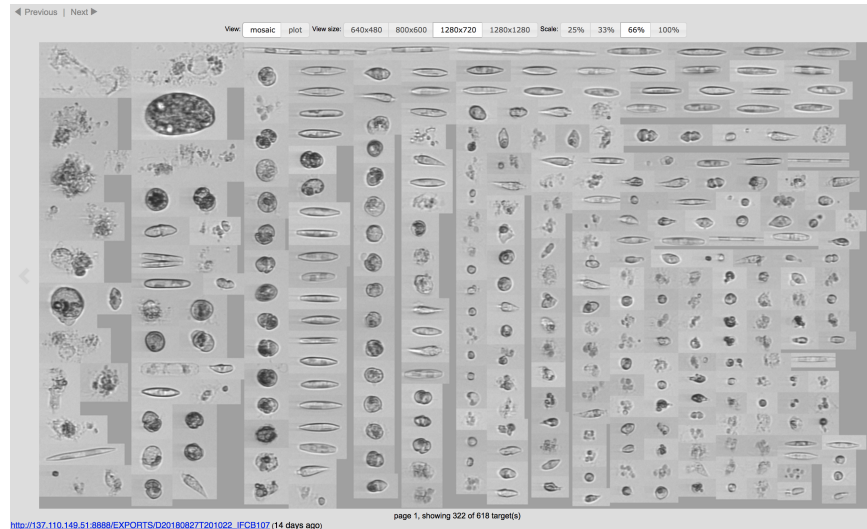 ◀ Previous | Next ▶
View: mosaic plot View size: 640x480 800x600 1280x720 1280x1280 Scale: 25% 33% 66% 100%
page 1, showing 322 of 618 target(s)
http://137.110.149.51:8888/EXPORTS/D20180827T201022_IFCB107 (14 days ago)